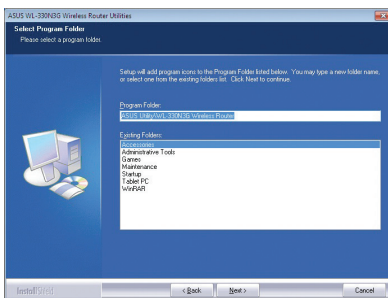 ASUS WL-330N3G Wireless Router Utilities
Select Program Folder
Please select a program folder.
Setup will add program icons to the Program Folder listed below. You may type a new folder name, or select one from the existing folders list. Click Next to continue.
Program Folder:
ASUS Utility\WL-330N3G Wireless Router
Existing Folders:
Accessories
Administrative Tools
Games
Maintenance
Startup
Tablet PC
WinRAR
InstallShield
< Back
Next >
Cancel